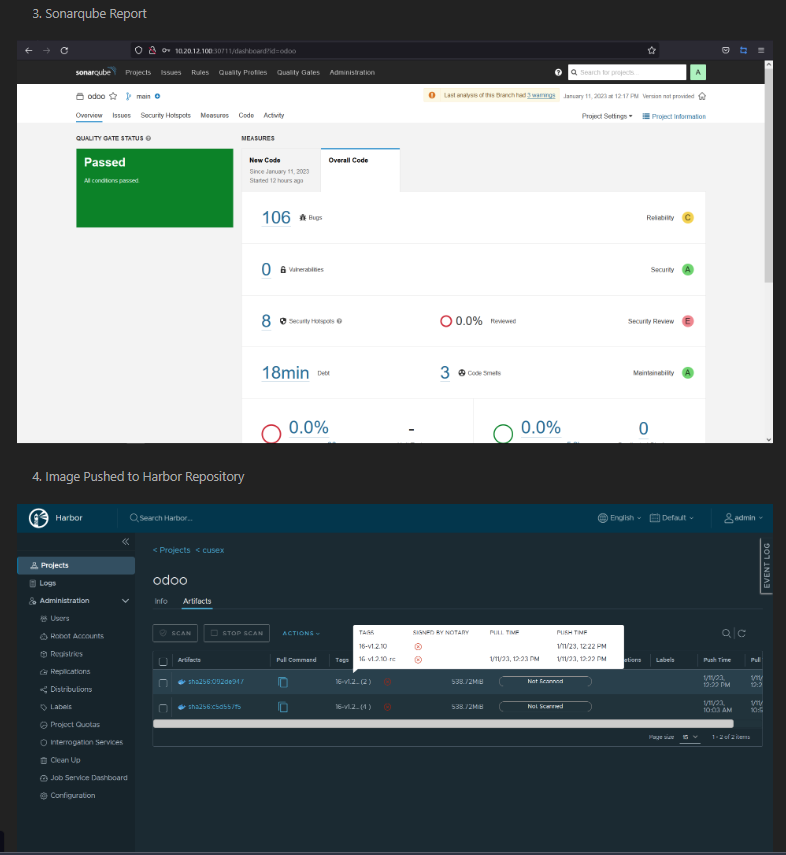 3. Sonarqube Report
10.20.12.100:30711/dashboard?id=odoo
sonarqube Projects Issues Rules Quality Profiles Quality Gates Administration Search for projects... A
odoo main Last analysis of this Branch had 3 warnings January 11, 2023 at 12:17 PM Version not provided
Overview Issues Security Hotspots Measures Code Activity Project Settings Project Information
QUALITY GATE STATUS MEASURES
Passed
All conditions passed.
New Code
Since January 11, 2023
Started 12 hours ago
Overall Code
106 Bugs Reliability C
0 Vulnerabilities Security A
8 Security Hotspots 0.0% Reviewed Security Review E
18min Debt 3 Code Smells Maintainability A
0.0% - 0.0% 0
4. Image Pushed to Harbor Repository
Harbor Search Harbor... English Default admin
EVENT LOG
< Projects < cusex
odoo
Info Artifacts
Projects
Logs
Administration
Users
Robot Accounts
Registries
Replications
Distributions
Labels
Project Quotas
Interrogation Services
Clean Up
Job Service Dashboard
Configuration
SCAN STOP SCAN ACTIONS
TAGS SIGNED BY NOTARY PULL TIME PUSH TIME
16-v1.2.10 1/11/23, 12:22 PM
16-v1.2.10-rc 1/11/23, 12:23 PM 1/11/23, 12:22 PM
Artifacts Pull Command Tags Labels Push Time Pull
sha256:092de947 16-v1.2... (2) 538.72MiB Not Scanned 1/11/23, 12:22 PM
16-v1.2... (4) 538.72MiB Not Scanned 1/11/23, 10:03 AM
Page size 15 1 - 2 of 2 items